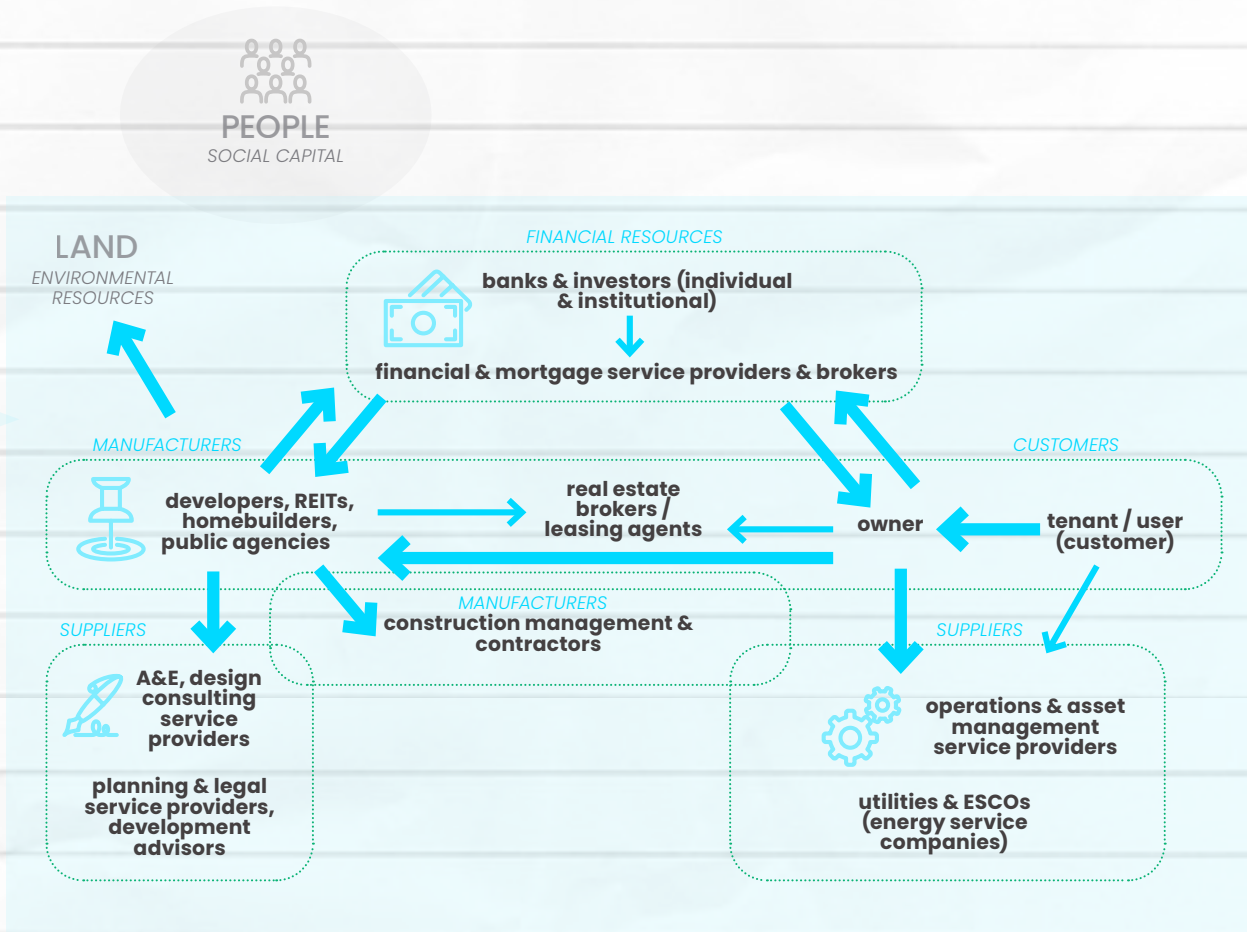 PEOPLE
SOCIAL CAPITAL
LAND
ENVIRONMENTAL
RESOURCES
FINANCIAL RESOURCES
banks & investors (individual
& institutional)
financial & mortgage service providers & brokers
MANUFACTURERS
CUSTOMERS
developers, REITs,
homebuilders,
public agencies
real estate
brokers /
leasing agents
owner
tenant / user
(customer)
MANUFACTURERS
construction management &
contractors
SUPPLIERS
A&E, design
consulting
service
providers
planning & legal
service providers,
development
advisors
SUPPLIERS
operations & asset
management
service providers
utilities & ESCOs
(energy service
companies)